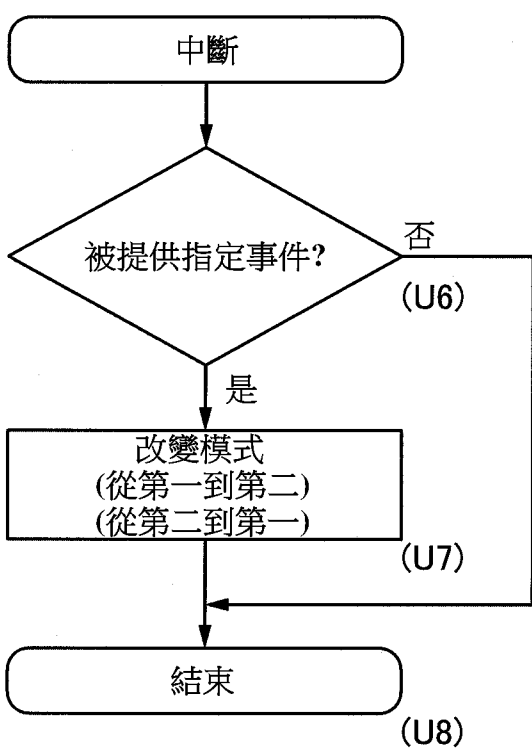 中斷
被提供指定事件?
否
(U6)
是
改變模式
(從第一到第二)
(從第二到第一)
(U7)
結束
(U8)